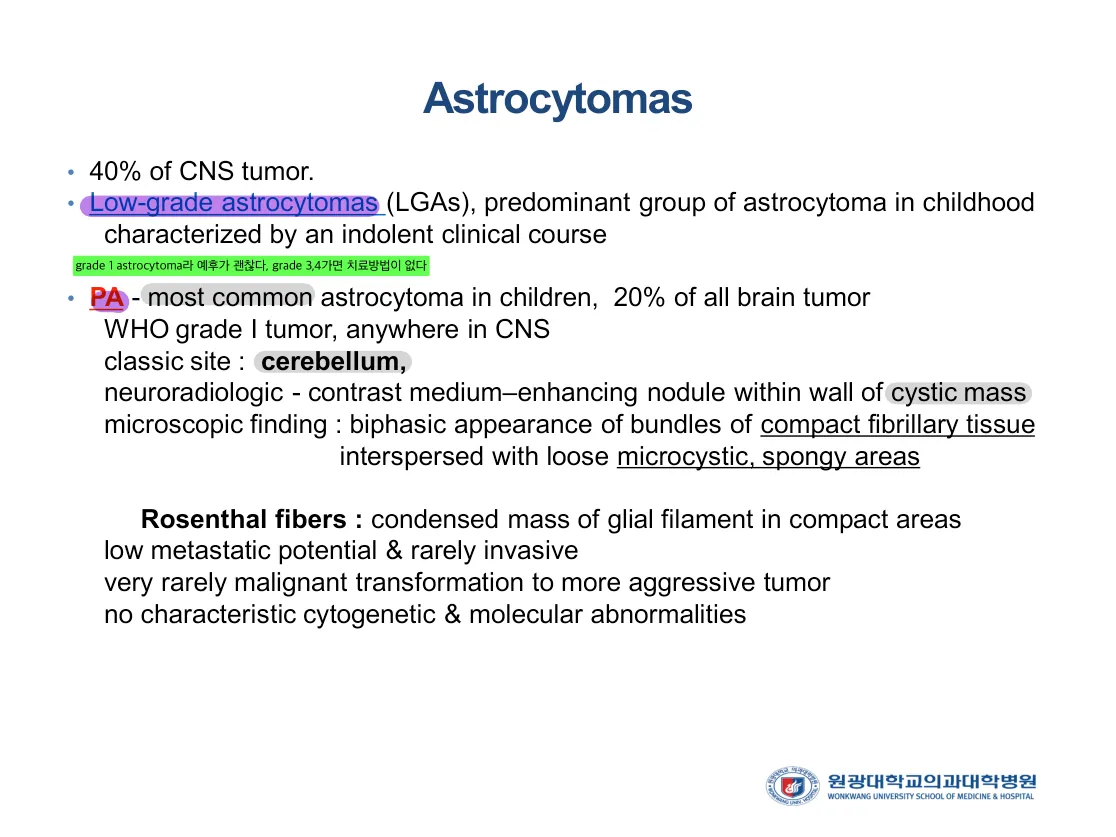 Astrocytomas
• 40% of CNS tumor.
• Low-grade astrocytomas (LGAs), predominant group of astrocytoma in childhood
characterized by an indolent clinical course
grade 1 astrocytoma라 예후가 괜찮다, grade 3,4가면 치료방법이 없다
• PA - most common astrocytoma in children, 20% of all brain tumor
WHO grade I tumor, anywhere in CNS
classic site : cerebellum,
neuroradiologic - contrast medium–enhancing nodule within wall of cystic mass
microscopic finding : biphasic appearance of bundles of compact fibrillary tissue
interspersed with loose microcystic, spongy areas
Rosenthal fibers : condensed mass of glial filament in compact areas
low metastatic potential & rarely invasive
very rarely malignant transformation to more aggressive tumor
no characteristic cytogenetic & molecular abnormalities
원광대학교의과대학병원
WONKWANG UNIVERSITY SCHOOL OF MEDICINE & HOSPITAL